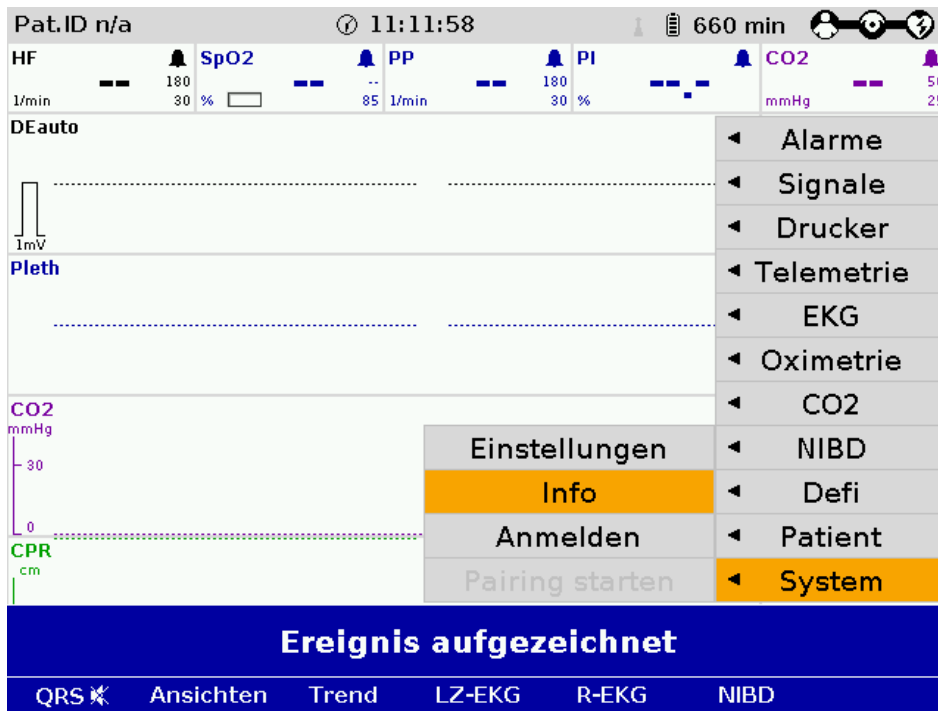 Pat.ID n/a 11:11:58 660 min
HF SpO2 PP PI CO2
-- 180 -- -- -- 180 --.- --
1/min 30 % 85 1/min 30 % mmHg
DEauto
Alarme
Signale
Drucker
1mV
Pleth
Telemetrie
EKG
Oximetrie
CO2
CO2
mmHg
Einstellungen NIBD
30
Info Defi
0
Anmelden Patient
CPR
cm
Pairing starten System
Ereignis aufgezeichnet
QRS Ansichten Trend LZ-EKG R-EKG NIBD